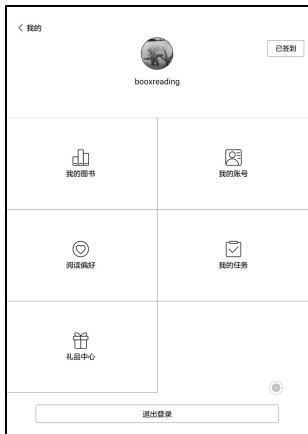 我的
已签到
booxreading
我的图书
我的账号
阅读偏好
我的任务
礼品中心
退出登录